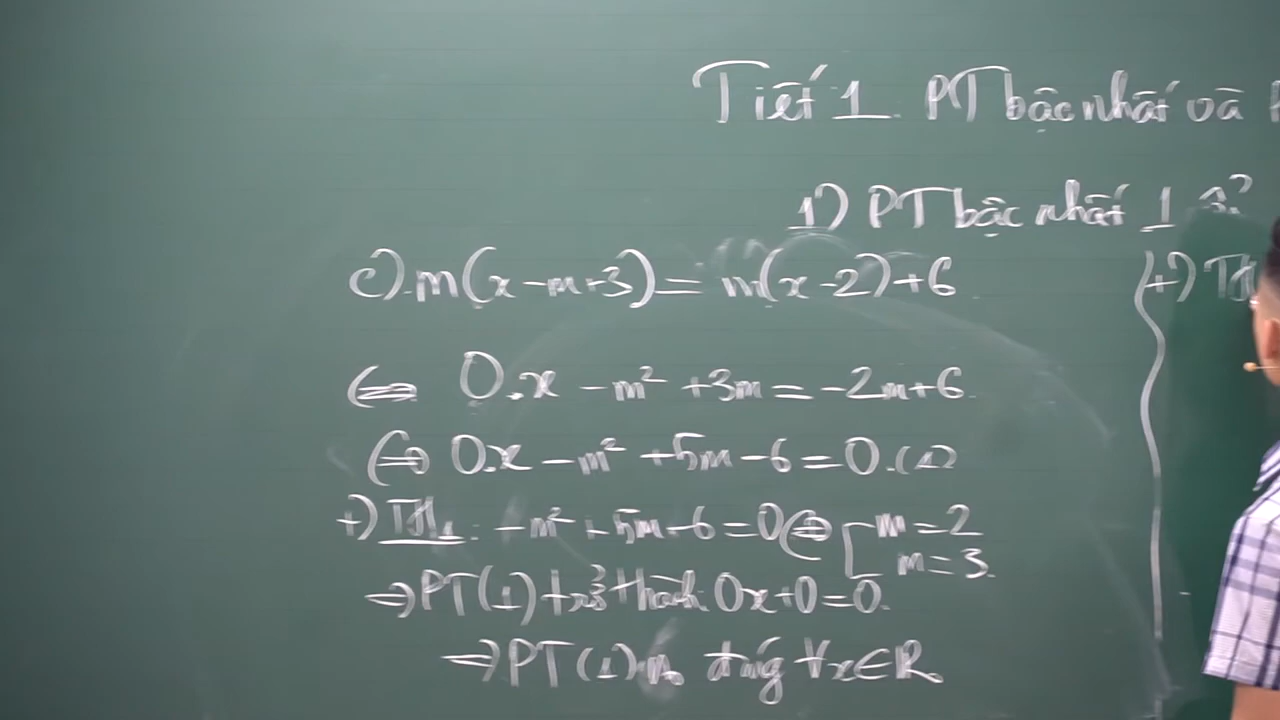 Tiết 1. PT bậc nhất và
1) PT bậc nhất 1 ẩn
c). m(x-m+3) = m(x-2)+6
+) TH
⇔ 0.x -m² +3m = -2m+6.
⇔ 0.x -m² +5m -6 = 0. (1)
+) TH1: -m² +5m -6 = 0 ⇔ [ m = 2
m = 3.
⇒ PT(1) trở thành 0x+0=0.
⇒ PT(1) đúng ∀x∈R